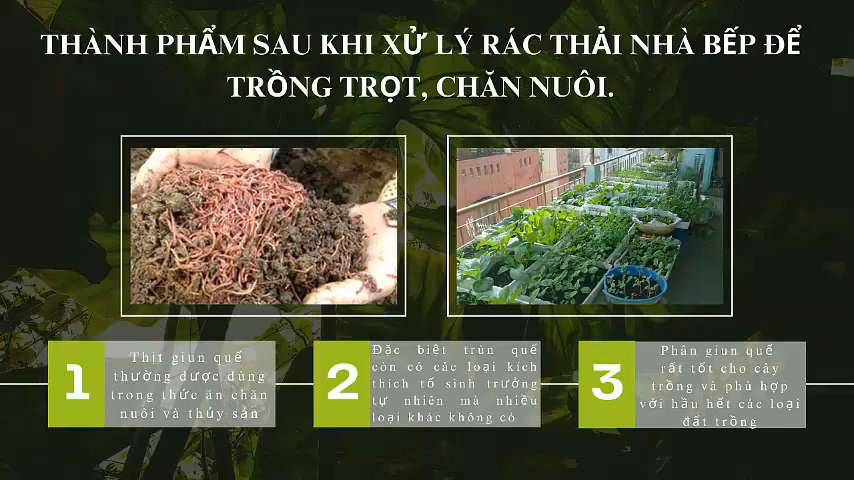 THÀNH PHẨM SAU KHI XỬ LÝ RÁC THẢI NHÀ BẾP ĐỂ
TRỒNG TRỌT, CHĂN NUÔI.
1
Thịt giun quế
thường được dùng
trong thức ăn chăn
nuôi và thúy sản
2
Đặc biệt trùn quế
còn có các loại kích
thích tố sinh trưởng
tự nhiên mà nhiều
loại khác không có
3
Phân giun quế
rất tốt cho cây
trồng và phù hợp
với hầu hết các loại
đất trồng